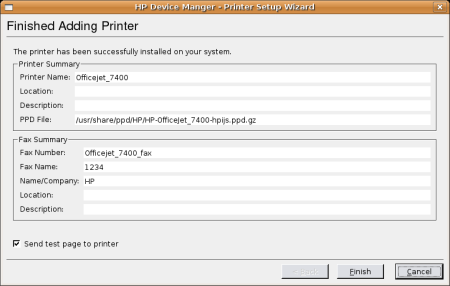 HP Device Manger - Printer Setup Wizard
Finished Adding Printer
The printer has been successfully installed on your system.
Printer Summary
Printer Name: Officejet_7400
Location:
Description:
PPD File: /usr/share/ppd/HP/HP-OfficeJet_7400-hpijs.ppd.gz
Fax Summary
Fax Number: Officejet_7400_fax
Fax Name: 1234
Name/Company: HP
Location:
Description:
Send test page to printer
Finish Cancel